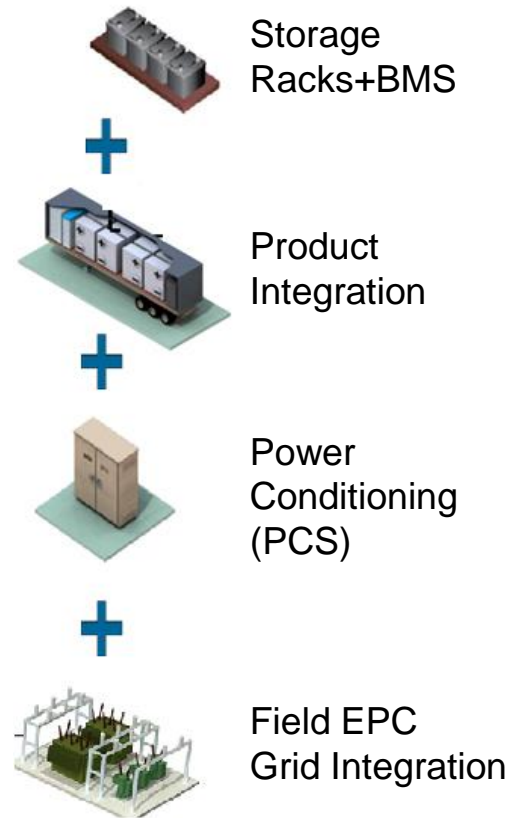 Storage
Racks+BMS
Product
Integration
Power
Conditioning
(PCS)
Field EPC
Grid Integration